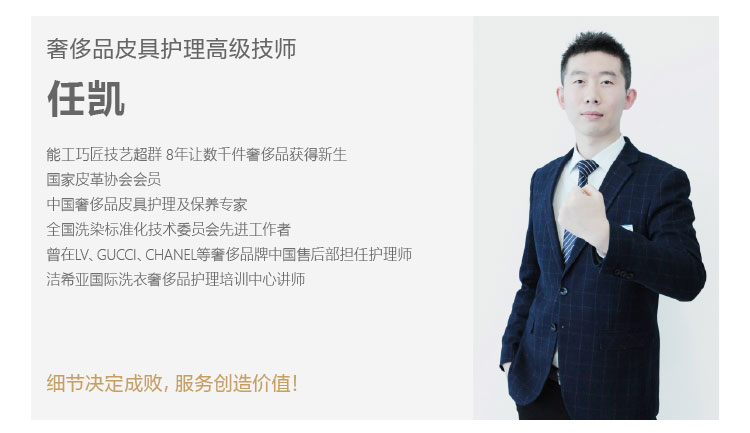 奢侈品皮具护理高级技师
任凯
能工巧匠技艺超群 8年让数千件奢侈品获得新生
国家皮革协会会员
中国奢侈品皮具护理及保养专家
全国洗染标准化技术委员会先进工作者
曾在LV、GUCCI、CHANEL等奢侈品牌中国售后部担任护理师
洁希亚国际洗衣奢侈品护理培训中心讲师
细节决定成败, 服务创造价值!